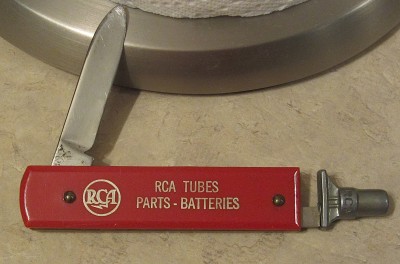 RCA
RCA TUBES
PARTS - BATTERIES